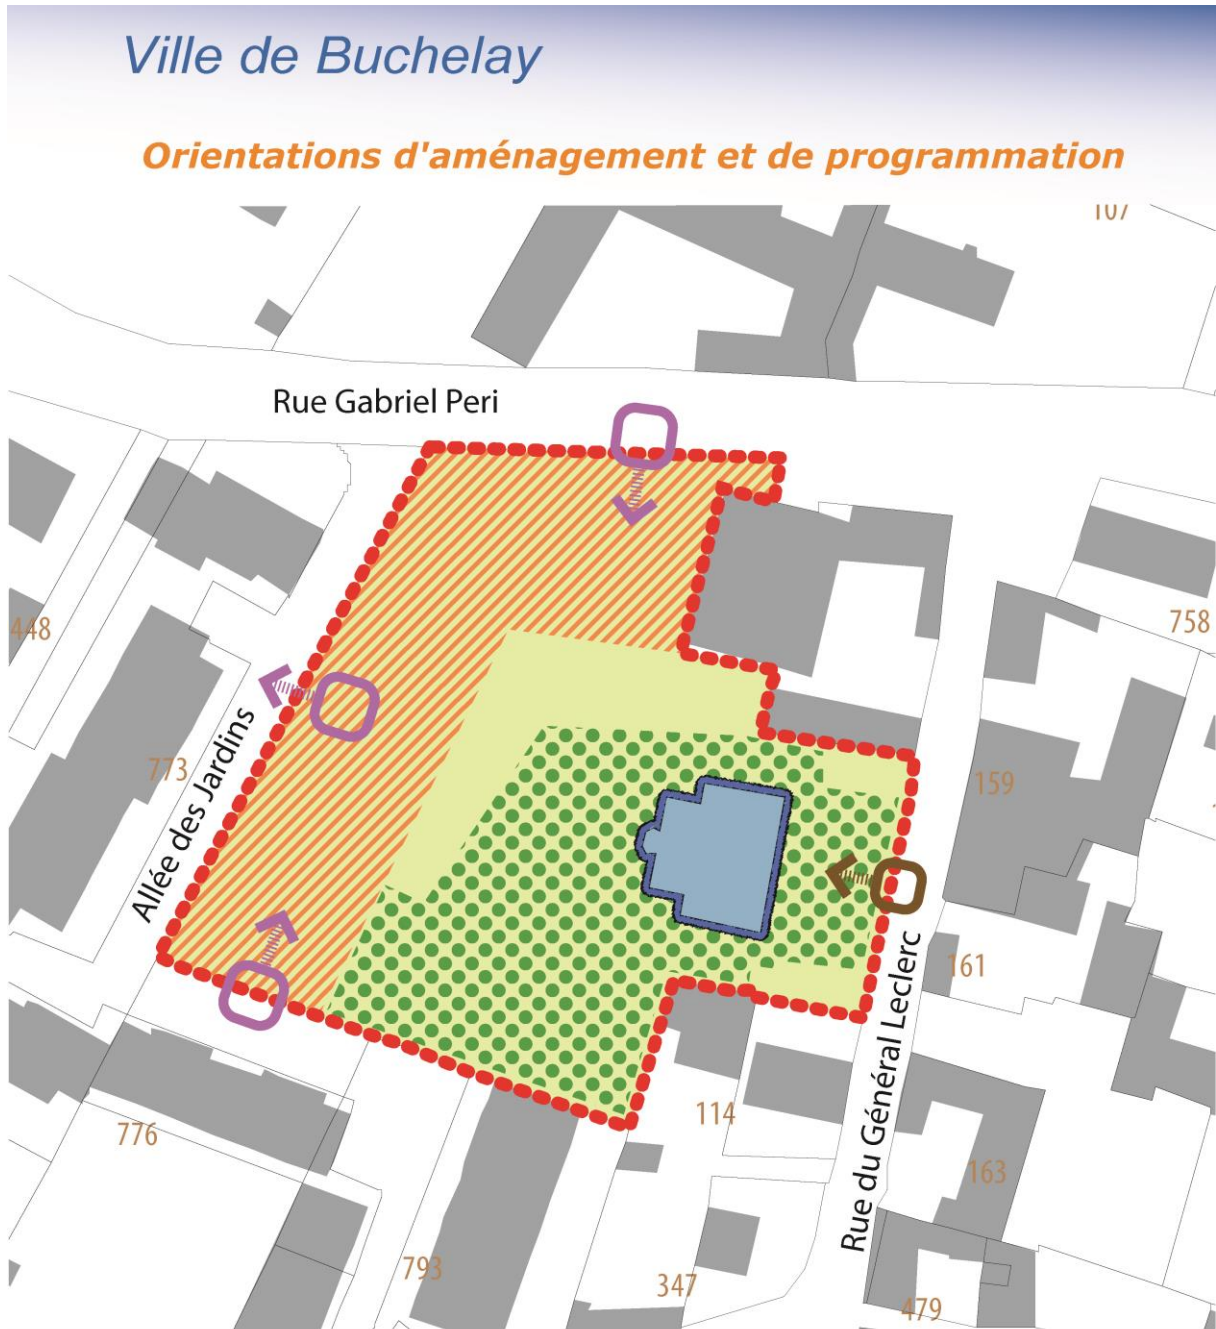 Ville de Buchelay
Orientations d'aménagement et de programmation
107
Rue Gabriel Peri
448
758
773
Allée des Jardins
159
161
Rue du Général Leclerc
114
776
163
793
347
479